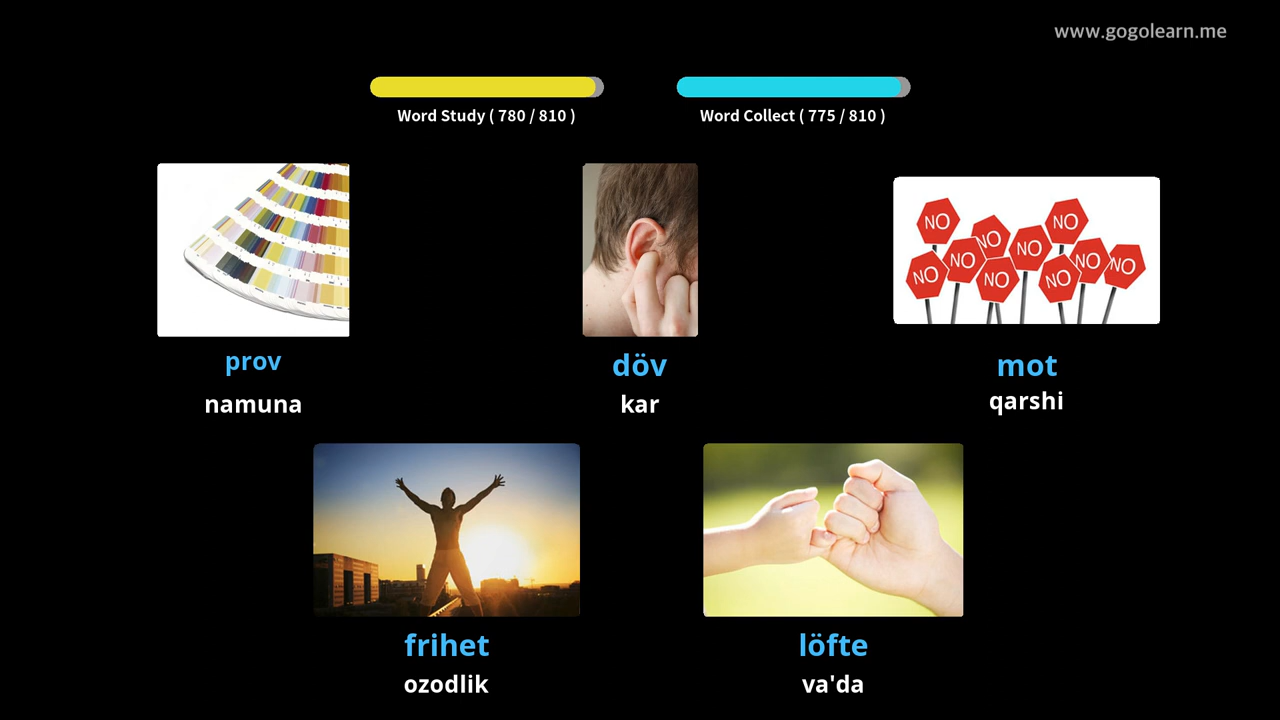 www.gogolearn.me
Word Study ( 780 / 810 )
Word Collect ( 775 / 810 )
NO
NO
NO
NO
NO
NO
NO
NO
NO
NO
prov
namuna
döv
kar
mot
qarshi
frihet
ozodlik
löfte
va'da